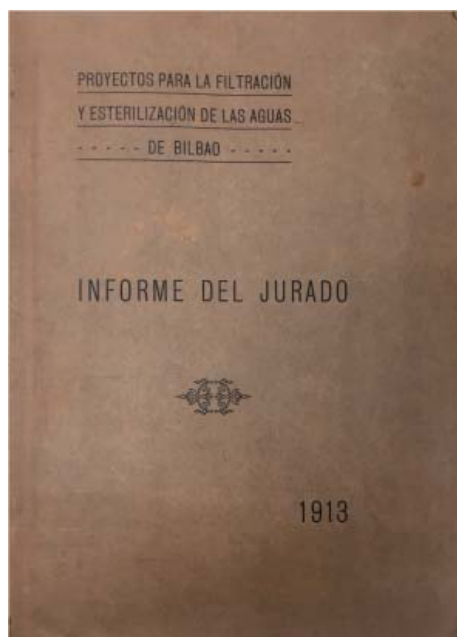 PROYECTOS PARA LA FILTRACIÓN
Y ESTERILIZACIÓN DE LAS AGUAS
- - - - - DE BILBAO - - - - -
INFORME DEL JURADO
1913